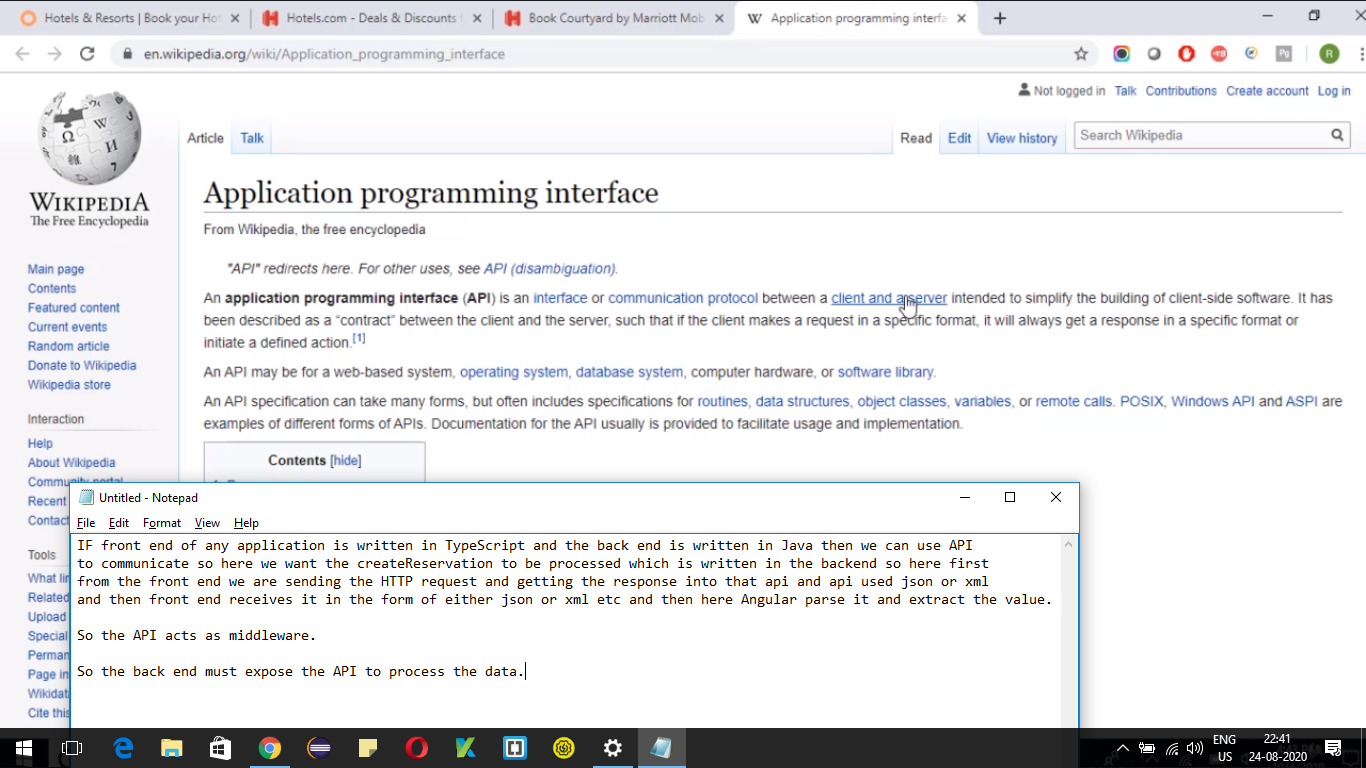 Hotels & Resorts | Book your Hot
Hotels.com - Deals & Discounts
Book Courtyard by Marriott Mob
Application programming interfa
en.wikipedia.org/wiki/Application_programming_interface
Not logged in Talk Contributions Create account Log in
Article Talk Read Edit View history Search Wikipedia
WIKIPEDIA
The Free Encyclopedia
Application programming interface
From Wikipedia, the free encyclopedia
"API" redirects here. For other uses, see API (disambiguation).
An application programming interface (API) is an interface or communication protocol between a client and a server intended to simplify the building of client-side software. It has
been described as a “contract” between the client and the server, such that if the client makes a request in a specific format, it will always get a response in a specific format or
initiate a defined action.[1]
An API may be for a web-based system, operating system, database system, computer hardware, or software library.
An API specification can take many forms, but often includes specifications for routines, data structures, object classes, variables, or remote calls. POSIX, Windows API and ASPI are
examples of different forms of APIs. Documentation for the API usually is provided to facilitate usage and implementation.
Contents [hide]
Main page
Contents
Featured content
Current events
Random article
Donate to Wikipedia
Wikipedia store
Interaction
Help
About Wikipedia
Community portal
Recent
Contact
Tools
What lin
Related
Upload
Special
Perman
Page in
Wikidat
Cite this
Untitled - Notepad
File Edit Format View Help
IF front end of any application is written in TypeScript and the back end is written in Java then we can use API
to communicate so here we want the createReservation to be processed which is written in the backend so here first
from the front end we are sending the HTTP request and getting the response into that api and api used json or xml
and then front end receives it in the form of either json or xml etc and then here Angular parse it and extract the value.
So the API acts as middleware.
So the back end must expose the API to process the data.
ENG
US
22:41
24-08-2020